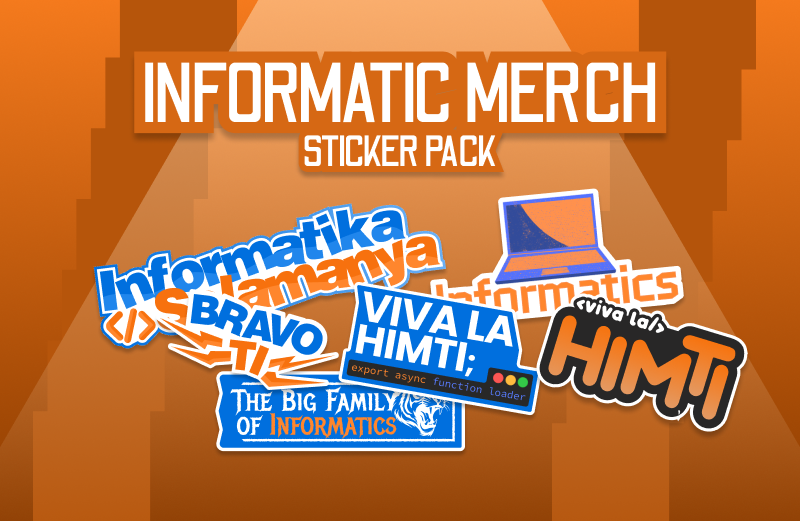 INFORMATIC MERCH
STICKER PACK
Informatika
Selamanya
</>
BRAVO
TI
Informatics
VIVA LA
HIMTI;
export async function loader
<viva la/>
HIMTI
THE BIG FAMILY
OF INFORMATICS